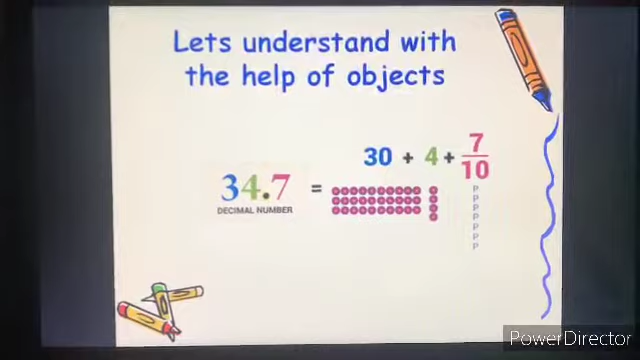 Lets understand with
the help of objects
30 + 4 + 7/10
34.7 =
DECIMAL NUMBER
P
P
P
P
P
P
P
PowerDirector